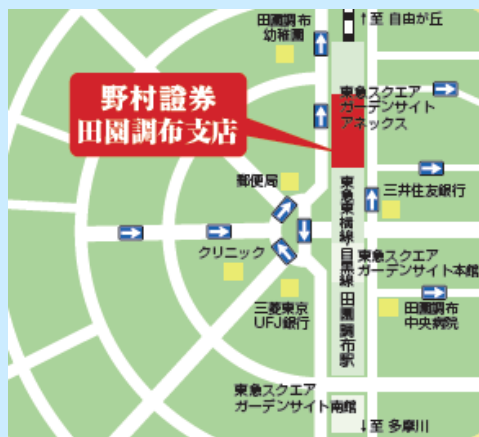 田園調布
幼稚園
↑至 自由が丘
東急スクエア
ガーデンサイト
アネックス
野村證券
田園調布支店
郵便局
三井住友銀行
東急東横線
目黒線
田園調布駅
クリニック
東急スクエア
ガーデンサイト本館
三菱東京
UFJ銀行
田園調布
中央病院
東急スクエア
ガーデンサイト南館
↓至 多摩川